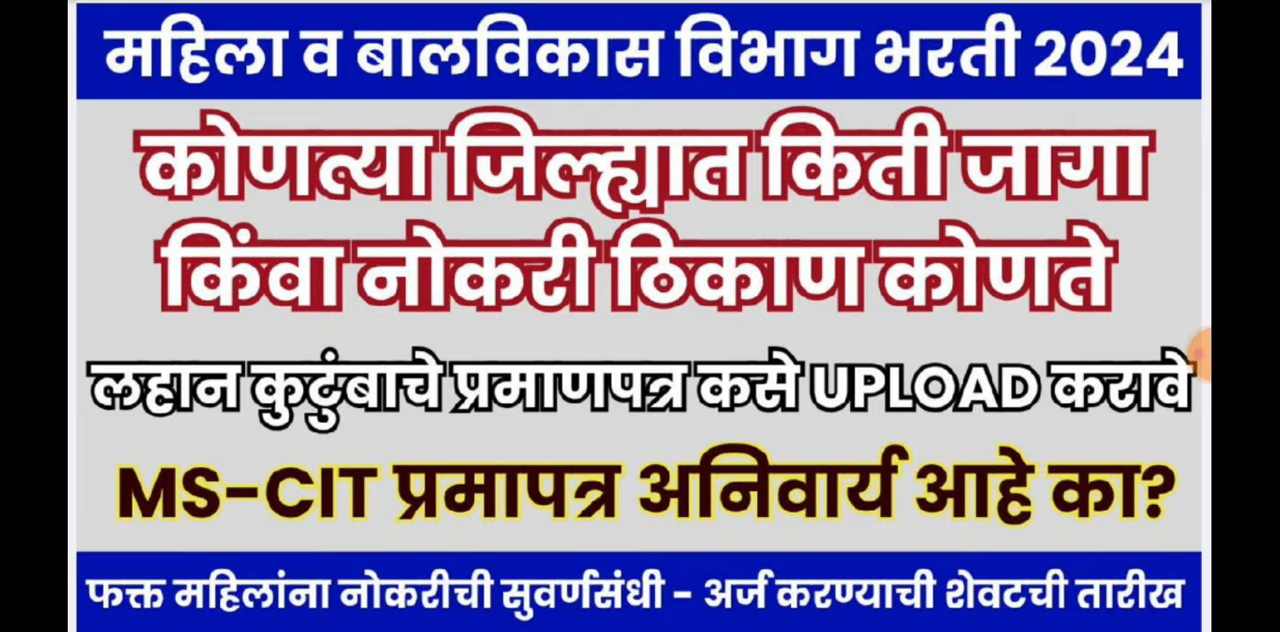 महिला व बालविकास विभाग भरती 2024
कोणत्या जिल्ह्यात किती जागा
किंवा नोकरी ठिकाण कोणते
लहान कुटुंबाचे प्रमाणपत्र कसे UPLOAD करावे
MS-CIT प्रमापत्र अनिवार्य आहे का?
फक्त महिलांना नोकरीची सुवर्णसंधी - अर्ज करण्याची शेवटची तारीख